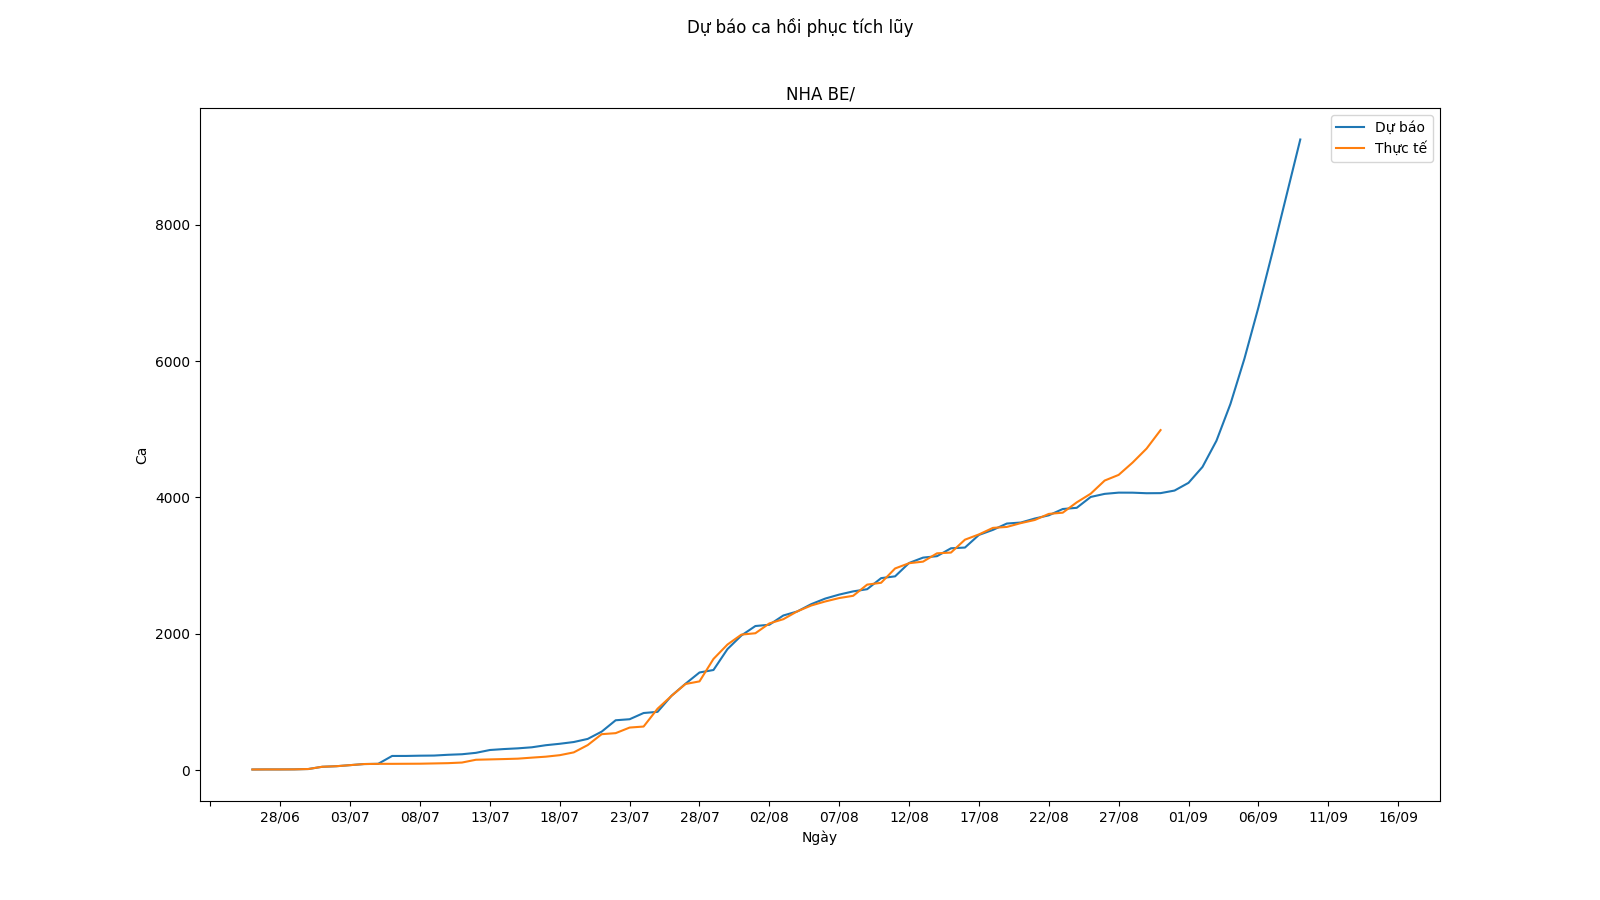 Dự báo ca hồi phục tích lũy
NHA BE/
Dự báo
Thực tế
8000
6000
Ca
4000
2000
0
28/06 03/07 08/07 13/07 18/07 23/07 28/07 02/08 07/08 12/08 17/08 22/08 27/08 01/09 06/09 11/09 16/09
Ngày